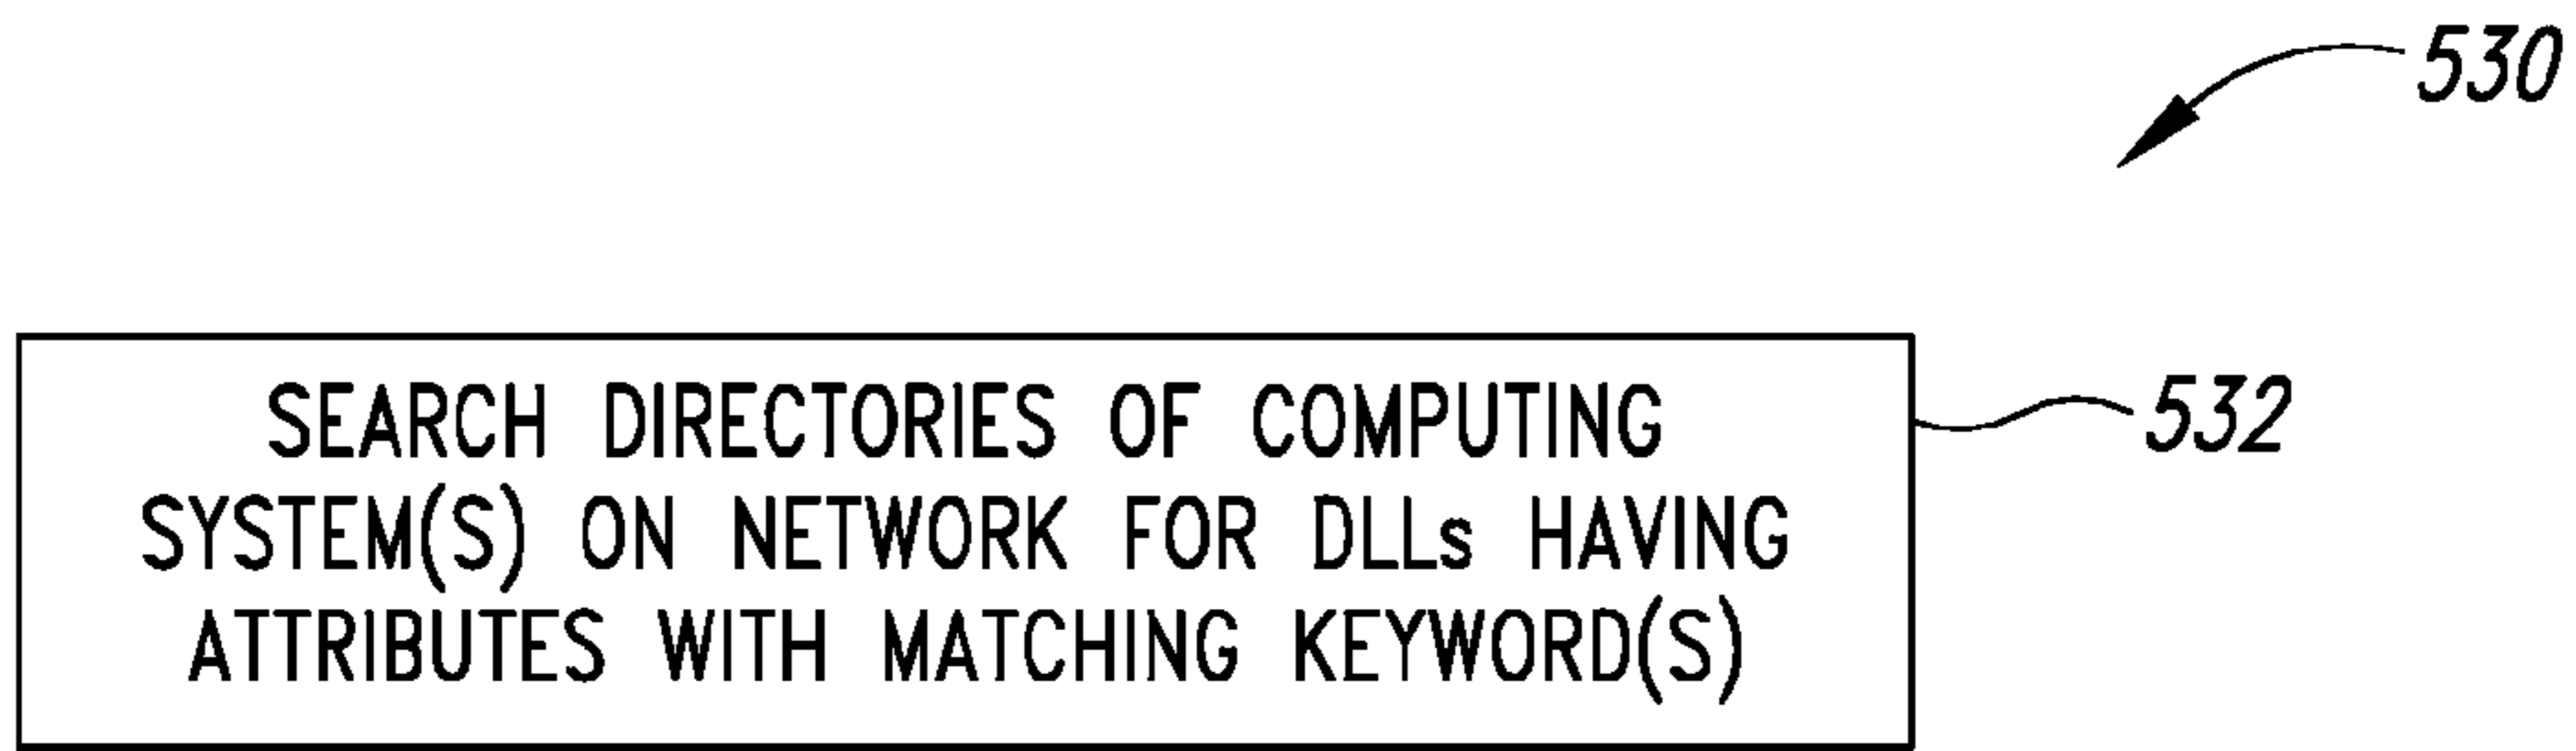 530
SEARCH DIRECTORIES OF COMPUTING
532
SYSTEM(S) ON NETWORK FOR DLLs HAVING
ATTRIBUTES WITH MATCHING KEYWORD(S)